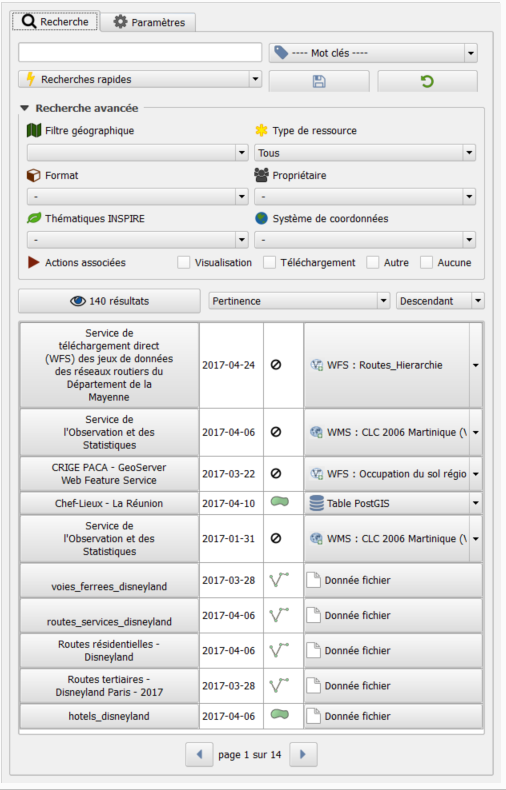 Recherche
Paramètres
---- Mot clés ----
Recherches rapides
Recherche avancée
Filtre géographique
Type de ressource
Tous
Format
Propriétaire
-
-
Thématiques INSPIRE
Système de coordonnées
-
-
Actions associées
Visualisation
Téléchargement
Autre
Aucune
140 résultats
Pertinence
Descendant
Service de
téléchargement direct
(WFS) des jeux de données
des réseaux routiers du
Département de la
Mayenne
2017-04-24
WFS : Routes_Hierarchie
Service de
l'Observation et des
Statistiques
2017-04-06
WMS : CLC 2006 Martinique (
CRIGE PACA - GeoServer
Web Feature Service
2017-03-22
WFS : Occupation du sol régio
Chef-Lieux - La Réunion
2017-04-10
Table PostGIS
Service de
l'Observation et des
Statistiques
2017-01-31
WMS : CLC 2006 Martinique (
voies_ferrees_disneyland
2017-03-28
Donnée fichier
routes_services_disneyland
2017-04-06
Donnée fichier
Routes résidentielles -
Disneyland
2017-04-06
Donnée fichier
Routes tertiaires -
Disneyland Paris - 2017
2017-03-28
Donnée fichier
hotels_disneyland
2017-04-06
Donnée fichier
page 1 sur 14